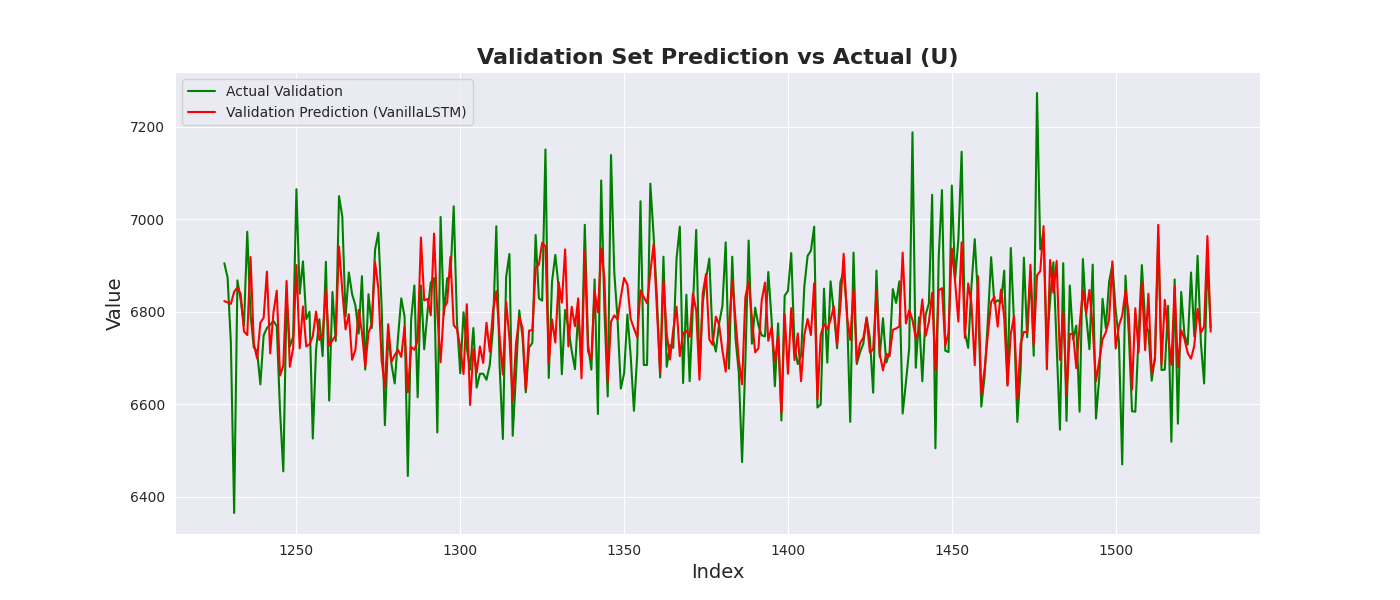 Validation Set Prediction vs Actual (U)
Actual Validation
Validation Prediction (VanillaLSTM)
Value
7200
7000
6800
6600
6400
1250 1300 1350 1400 1450 1500
Index